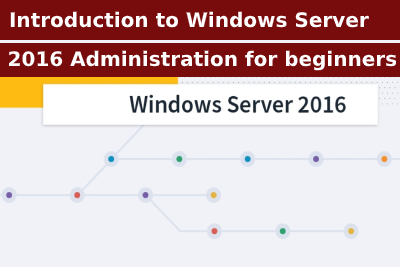 Introduction to Windows Server
2016 Administration for beginners
Windows Server 2016